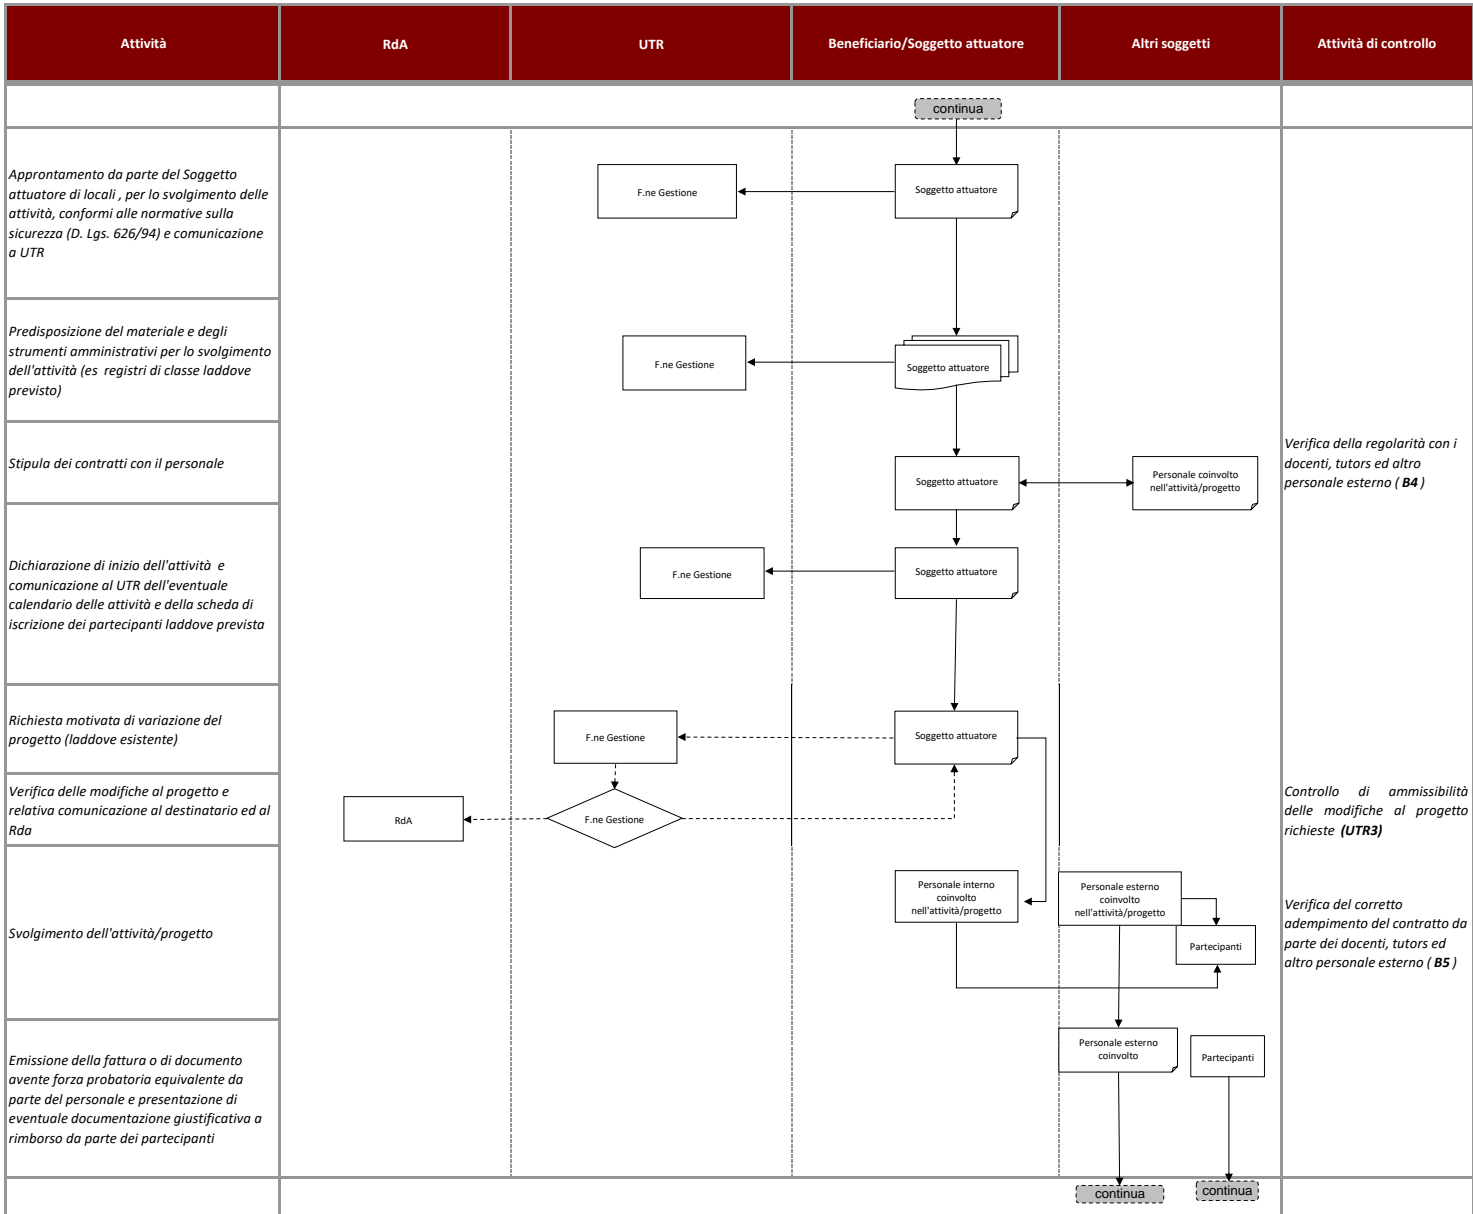 Attività
RdA
UTR
Beneficiario/Soggetto attuatore
Altri soggetti
Attività di controllo
continua
Approntamento da parte del Soggetto
attuatore di locali , per lo svolgimento delle
attività, conformi alle normative sulla
sicurezza (D. Lgs. 626/94) e comunicazione
a UTR
F.ne Gestione
Soggetto attuatore
Predisposizione del materiale e degli
strumenti amministrativi per lo svolgimento
dell'attività (es registri di classe laddove
previsto)
F.ne Gestione
Soggetto attuatore
Stipula dei contratti con il personale
Soggetto attuatore
Personale coinvolto
nell'attività/progetto
Verifica della regolarità con i
docenti, tutors ed altro
personale esterno ( B4 )
Dichiarazione di inizio dell'attività e
comunicazione al UTR dell'eventuale
calendario delle attività e della scheda di
iscrizione dei partecipanti laddove prevista
F.ne Gestione
Soggetto attuatore
Richiesta motivata di variazione del
progetto (laddove esistente)
F.ne Gestione
Soggetto attuatore
Verifica delle modifiche al progetto e
relativa comunicazione al destinatario ed al
Rda
RdA
F.ne Gestione
Controllo di ammissibilità
delle modifiche al progetto
richieste (UTR3)
Svolgimento dell'attività/progetto
Personale interno
coinvolto
nell'attività/progetto
Personale esterno
coinvolto
nell'attività/progetto
Partecipanti
Verifica del corretto
adempimento del contratto da
parte dei docenti, tutors ed
altro personale esterno ( B5 )
Emissione della fattura o di documento
avente forza probatoria equivalente da
parte del personale e presentazione di
eventuale documentazione giustificativa a
rimborso da parte dei partecipanti
Personale esterno
coinvolto
Partecipanti
continua
continua